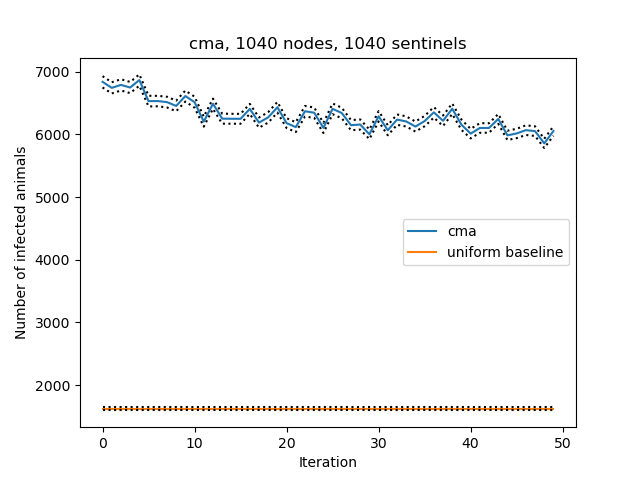 cma, 1040 nodes, 1040 sentinels
Number of infected animals
7000
6000
5000
4000
3000
2000
cma
uniform baseline
0 10 20 30 40 50
Iteration